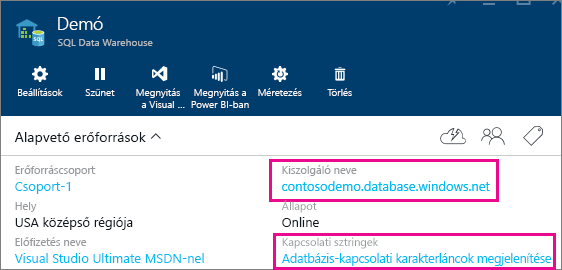 Demó
SQL Data Warehouse
SQL
Beállítások
Szünet
Megnyitás
a Visual ...
Megnyitás a
Power BI-ban
Méretezés
Törlés
Alapvető erőforrások
Erőforráscsoport
Csoport-1
Kiszolgáló neve
contosodemo.database.windows.net
Hely
USA középső régiója
Állapot
Online
Előfizetés neve
Visual Studio Ultimate MSDN-nel
Kapcsolati sztringek
Adatbázis-kapcsolati karakterláncok megjelenítése